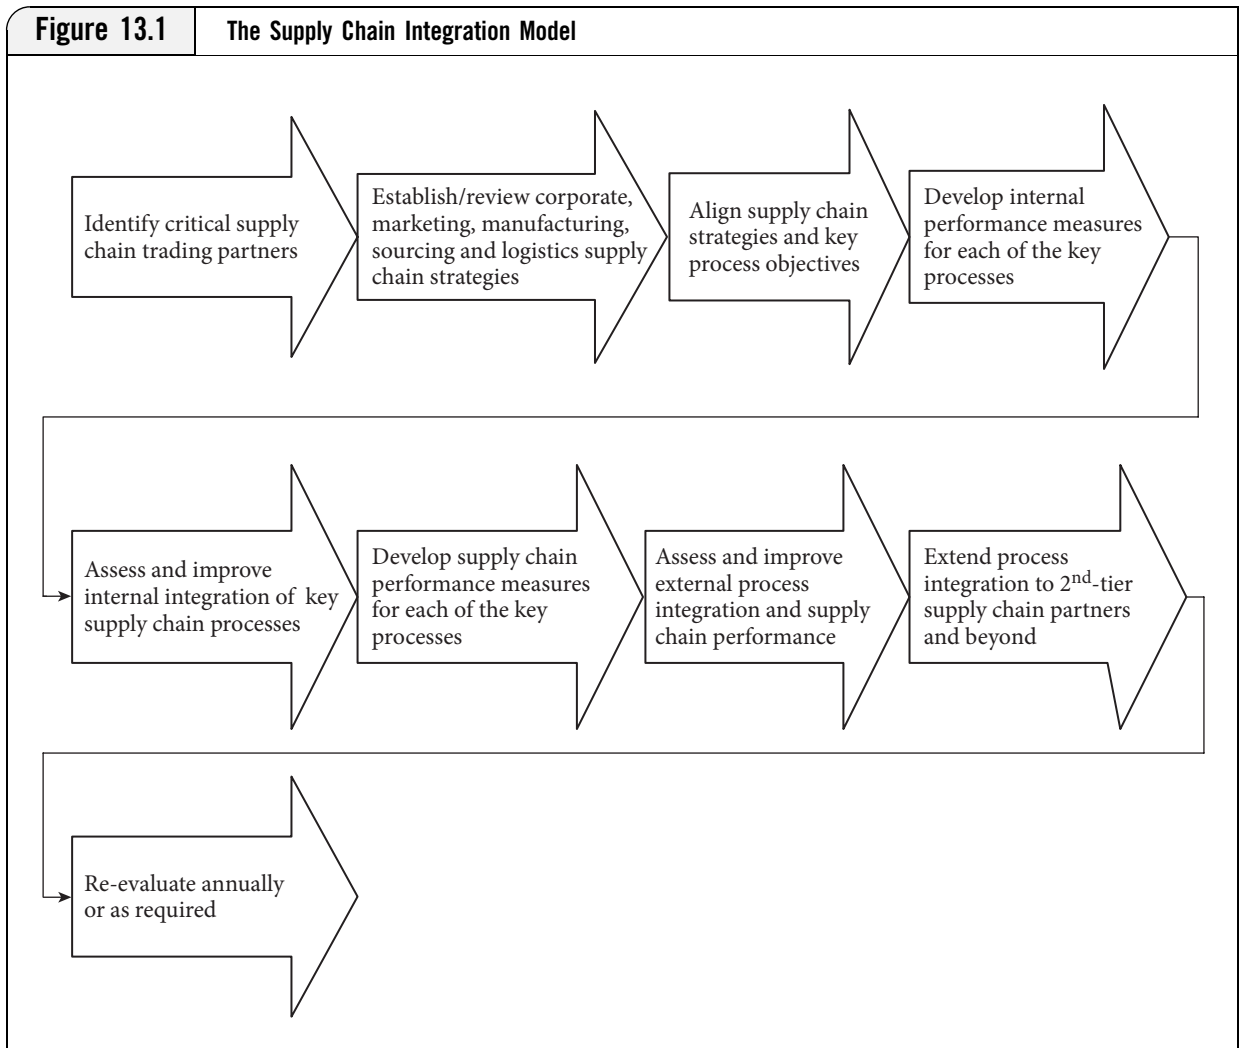 Figure 13.1
The Supply Chain Integration Model
Identify critical supply
chain trading partners
Establish/review corporate,
marketing, manufacturing,
sourcing and logistics supply
chain strategies
Align supply chain
strategies and key
process objectives
Develop internal
performance measures
for each of the key
processes
Assess and improve
internal integration of key
supply chain processes
Develop supply chain
performance measures
for each of the key
processes
Assess and improve
external process
integration and supply
chain performance
Extend process
integration to 2nd-tier
supply chain partners
and beyond
Re-evaluate annually
or as required